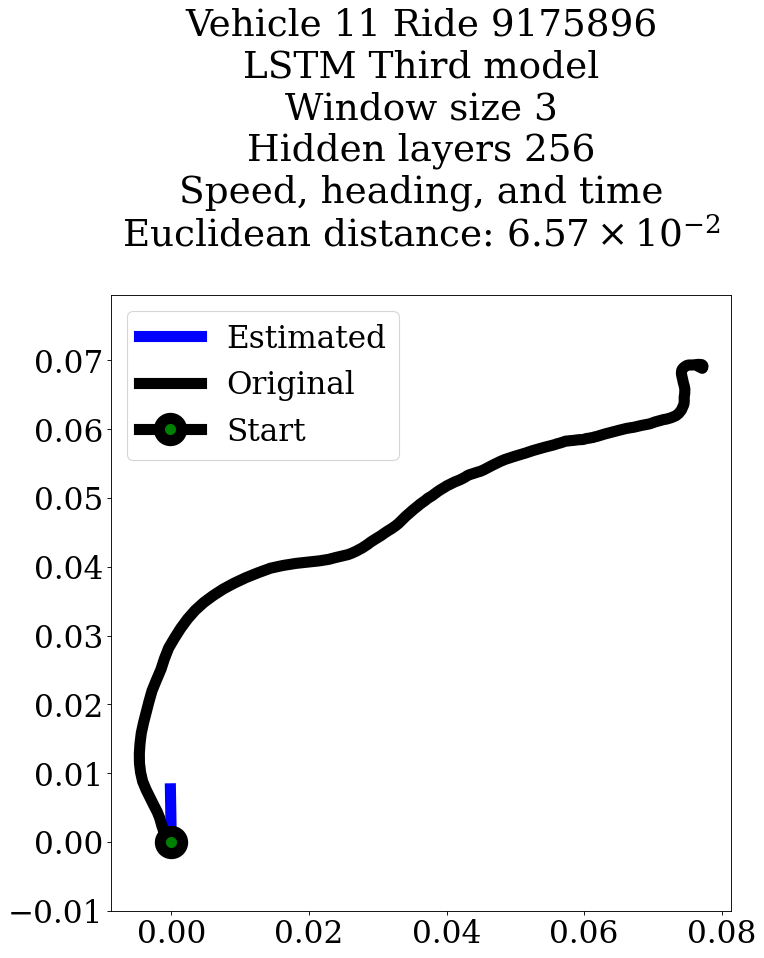 Vehicle 11 Ride 9175896
LSTM Third model
Window size 3
Hidden layers 256
Speed, heading, and time
Euclidean distance: 6.57 × 10⁻²
Estimated
Original
Start
0.07
0.06
0.05
0.04
0.03
0.02
0.01
0.00
−0.01
0.00 0.02 0.04 0.06 0.08